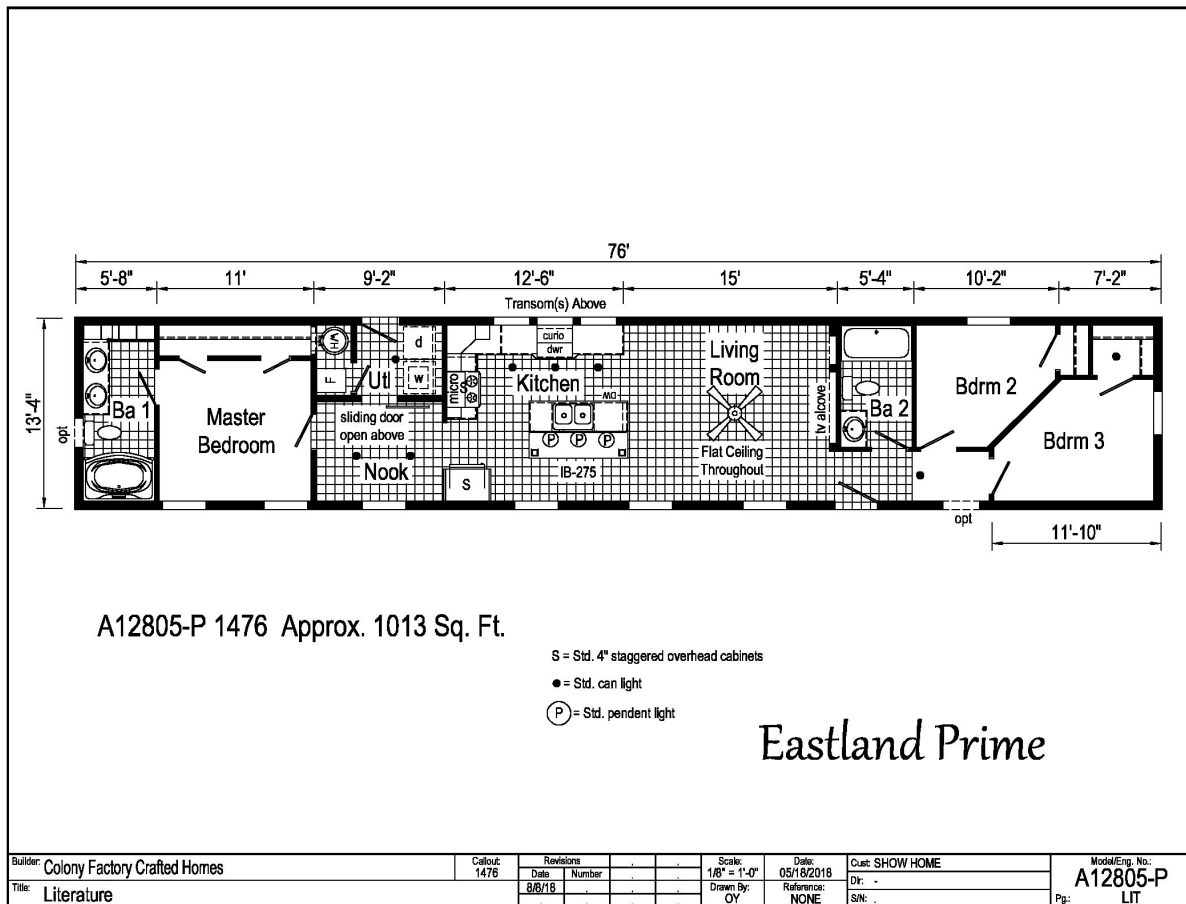 76'
5'-8" 11' 9'-2" 12'-6" 15' 5'-4" 10'-2" 7'-2"
Transom(s) Above
13'-4"
opt
Ba 1
Master
Bedroom
WH
F
Utl
d
w
sliding door
open above
Nook
micro
S
curio
dwr
Kitchen
DW
P P P
IB-275
S
Living
Room
Flat Ceiling
Throughout
tv alcove
Ba 2
Bdrm 2
Bdrm 3
opt
11'-10"
A12805-P 1476 Approx. 1013 Sq. Ft.
S = Std. 4" staggered overhead cabinets
● = Std. can light
P = Std. pendent light
Eastland Prime
Builder: Colony Factory Crafted Homes
Title: Literature
Callout:
1476
Revisions
Date Number
8/8/18
Scale:
1/8" = 1'-0"
Drawn By:
OY
Date:
05/18/2018
Reference:
NONE
Cust: SHOW HOME
Dlr: -
S/N: .
Model/Eng. No.:
A12805-P
Pg.: LIT